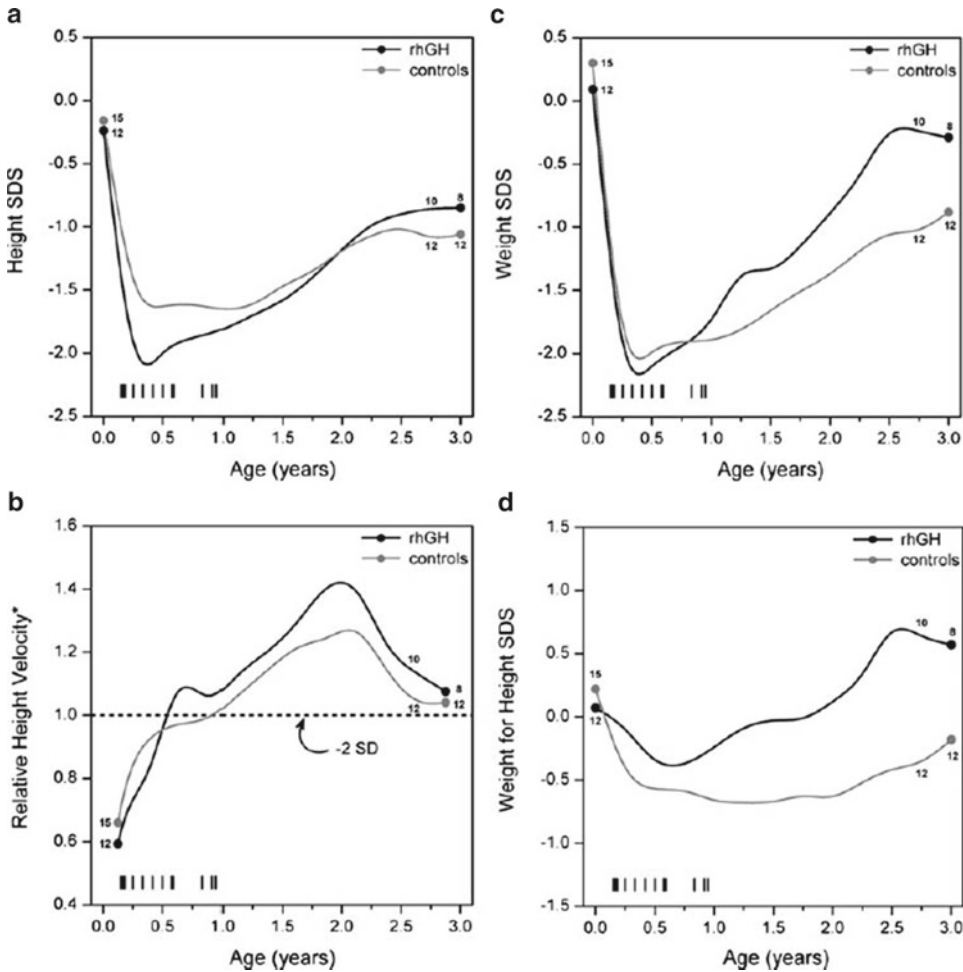 a
0.5
0.0
-0.5
-1.0
-1.5
-2.0
-2.5
Height SDS
rhGH
controls
15
12
10
8
12
12
0.0 0.5 1.0 1.5 2.0 2.5 3.0
Age (years)
c
0.5
0.0
-0.5
-1.0
-1.5
-2.0
-2.5
Weight SDS
rhGH
controls
15
12
10
8
12
12
0.0 0.5 1.0 1.5 2.0 2.5 3.0
Age (years)
b
1.6
1.4
1.2
1.0
0.8
0.6
0.4
Relative Height Velocity*
rhGH
controls
10
8
12
12
-2 SD
15
12
0.0 0.5 1.0 1.5 2.0 2.5 3.0
Age (years)
d
1.5
1.0
0.5
0.0
-0.5
-1.0
-1.5
Weight for Height SDS
rhGH
controls
10
8
15
12
12
12
0.0 0.5 1.0 1.5 2.0 2.5 3.0
Age (years)